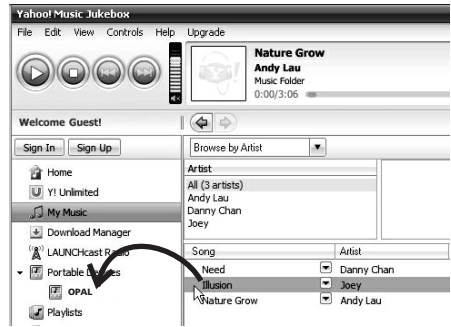 Yahoo! Music Jukebox
File Edit View Controls Help Upgrade
Nature Grow
Andy Lau
Music Folder
0:00/3:06
Welcome Guest!
Sign In Sign Up
Browse by Artist
Home
Y! Unlimited
My Music
Download Manager
LAUNCHcast Radio
Portable Devices
OPAL
Playlists
Artist
All (3 artists)
Andy Lau
Danny Chan
Joey
Song Artist
Need Danny Chan
Illusion Joey
Nature Grow Andy Lau